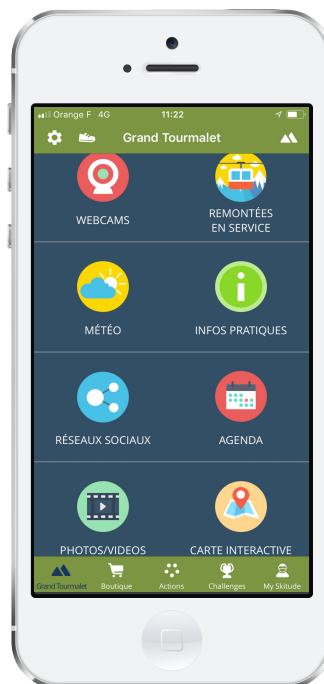 Orange F 4G 11:22
Grand Tourmalet
WEBCAMS
REMONTÉES
EN SERVICE
MÉTÉO
INFOS PRATIQUES
RÉSEAUX SOCIAUX
AGENDA
PHOTOS/VIDEOS
CARTE INTERACTIVE
Grand Tourmalet Boutique Actions Challenges My Skitude